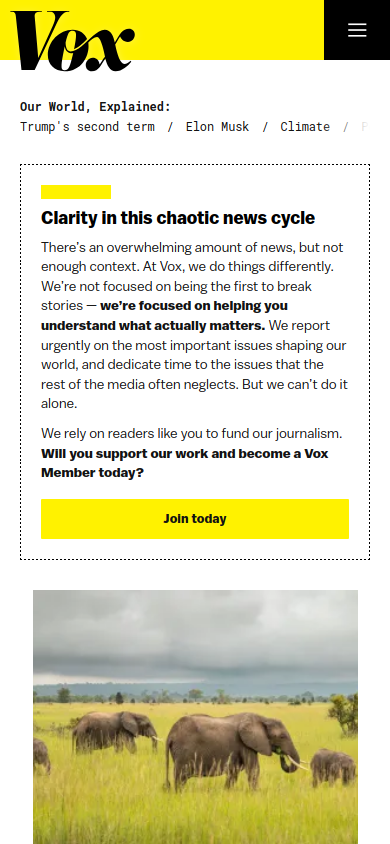 Vox
Our World, Explained:
Trump's second term / Elon Musk / Climate /
Clarity in this chaotic news cycle
There's an overwhelming amount of news, but not
enough context. At Vox, we do things differently.
We're not focused on being the first to break
stories — we're focused on helping you
understand what actually matters. We report
urgently on the most important issues shaping our
world, and dedicate time to the issues that the
rest of the media often neglects. But we can't do it
alone.
We rely on readers like you to fund our journalism.
Will you support our work and become a Vox
Member today?
Join today